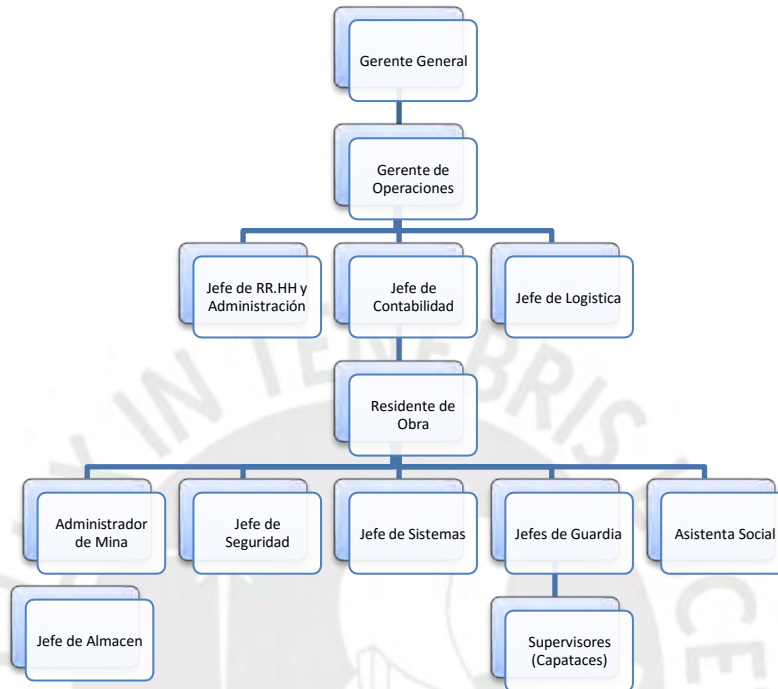 Gerente General
Gerente de
Operaciones
Jefe de RR.HH y
Administración
Jefe de
Contabilidad
Jefe de Logistica
Residente de
Obra
Administrador
de Mina
Jefe de
Seguridad
Jefe de Sistemas
Jefes de Guardia
Asistenta Social
Jefe de Almacen
Supervisores
(Capataces)
IN TENEBRIS